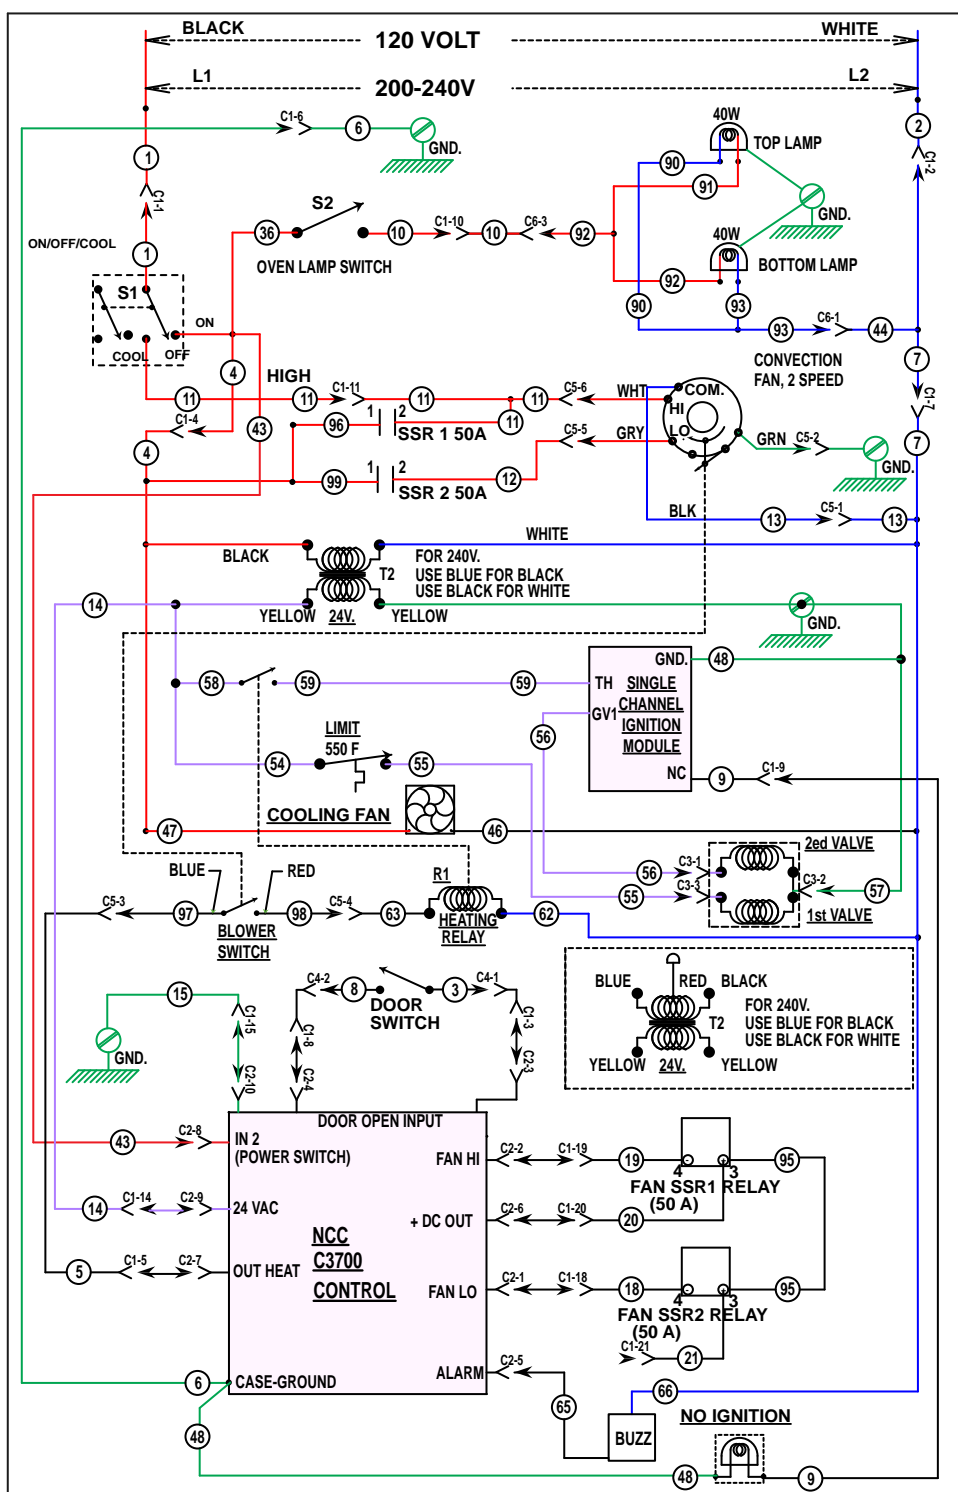 BLACK
120 VOLT
WHITE
L1
200-240V
L2
C1-6
6
GND.
40W
TOP LAMP
2
C1-2
1
C1-1
90
91
GND.
S2
36
10
C1-10
10
C6-3
92
OVEN LAMP SWITCH
40W
BOTTOM LAMP
ON/OFF/COOL
1
S1
92
90
93
ON
COOL
OFF
93
C6-1
44
CONVECTION
FAN, 2 SPEED
7
C1-7
4
HIGH
11
11
C1-11
11
11
C5-6
WHT
COM.
HI
LO
C1-4
43
96
1
2
11
SSR 1 50A
C5-5
GRY
GRN
C5-2
GND.
7
4
99
1
2
12
SSR 2 50A
BLK
13
C5-1
13
BLACK
WHITE
T2
FOR 240V.
USE BLUE FOR BLACK
USE BLACK FOR WHITE
14
YELLOW
24V.
YELLOW
GND.
GND.
48
58
59
59
TH
SINGLE
CHANNEL
IGNITION
MODULE
GV1
56
LIMIT
550 F
54
55
NC
9
C1-9
COOLING FAN
47
46
2ed VALVE
BLUE
RED
R1
56
C3-1
C3-2
57
C5-3
97
98
C5-4
63
62
55
C3-3
1st VALVE
BLOWER
SWITCH
HEATING
RELAY
C4-2
8
3
C4-1
DOOR
SWITCH
15
C1-15
C1-8
C1-3
GND.
C2-10
C2-4
C2-3
BLUE
RED
BLACK
T2
FOR 240V.
USE BLUE FOR BLACK
USE BLACK FOR WHITE
YELLOW
24V.
YELLOW
DOOR OPEN INPUT
43
C2-8
IN 2
(POWER SWITCH)
FAN HI
C2-2
C1-19
19
4
3
95
FAN SSR1 RELAY
(50 A)
14
C1-14
C2-9
24 VAC
+ DC OUT
C2-6
C1-20
20
NCC
C3700
CONTROL
5
C1-5
C2-7
OUT HEAT
FAN LO
C2-1
C1-18
18
4
3
95
FAN SSR2 RELAY
(50 A)
C1-21
21
6
CASE-GROUND
ALARM
C2-5
65
66
48
BUZZ
NO IGNITION
48
9